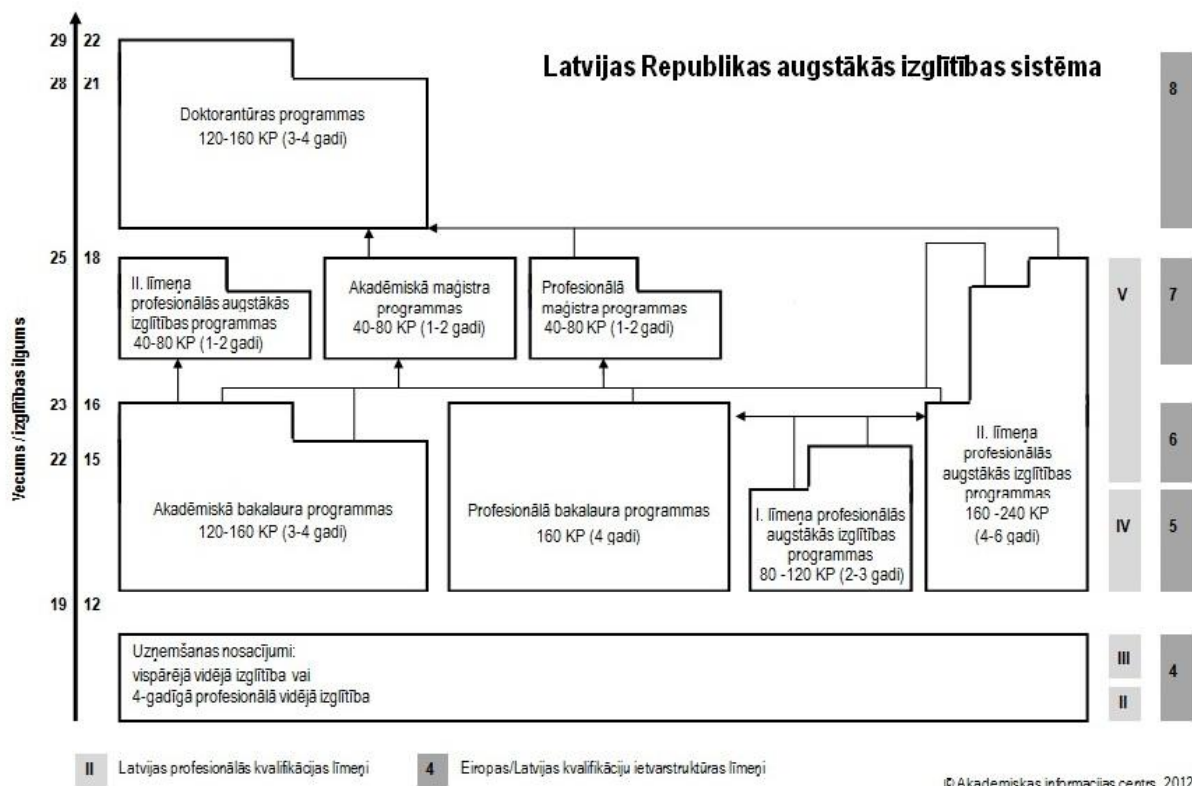 Latvijas Republikas augstākās izglītības sistēma
Vecums / izglītības ilgums
29 22
28 21
25 18
23 16
22 15
19 12
Doktorantūras programmas
120-160 KP (3-4 gadi)
II. līmeņa
profesionālās augstākās
izglītības programmas
40-80 KP (1-2 gadi)
Akadēmiskā maģistra
programmas
40-80 KP (1-2 gadi)
Profesionālā
maģistra programmas
40-80 KP (1-2 gadi)
Akadēmiskā bakalaura programmas
120-160 KP (3-4 gadi)
Profesionālā bakalaura programmas
160 KP (4 gadi)
I. līmeņa profesionālās
augstākās izglītības
programmas
80 -120 KP (2-3 gadi)
II. līmeņa
profesionālās
augstākās izglītības
programmas
160 -240 KP
(4-6 gadi)
Uzņemšanas nosacījumi:
vispārējā vidējā izglītība vai
4-gadīgā profesionālā vidējā izglītība
V
IV
III
II
8
7
6
5
4
II Latvijas profesionālās kvalifikācijas līmeņi
4 Eiropas/Latvijas kvalifikāciju ietvarstruktūras līmeņi
© Akademiskas informacijas centrs, 2012